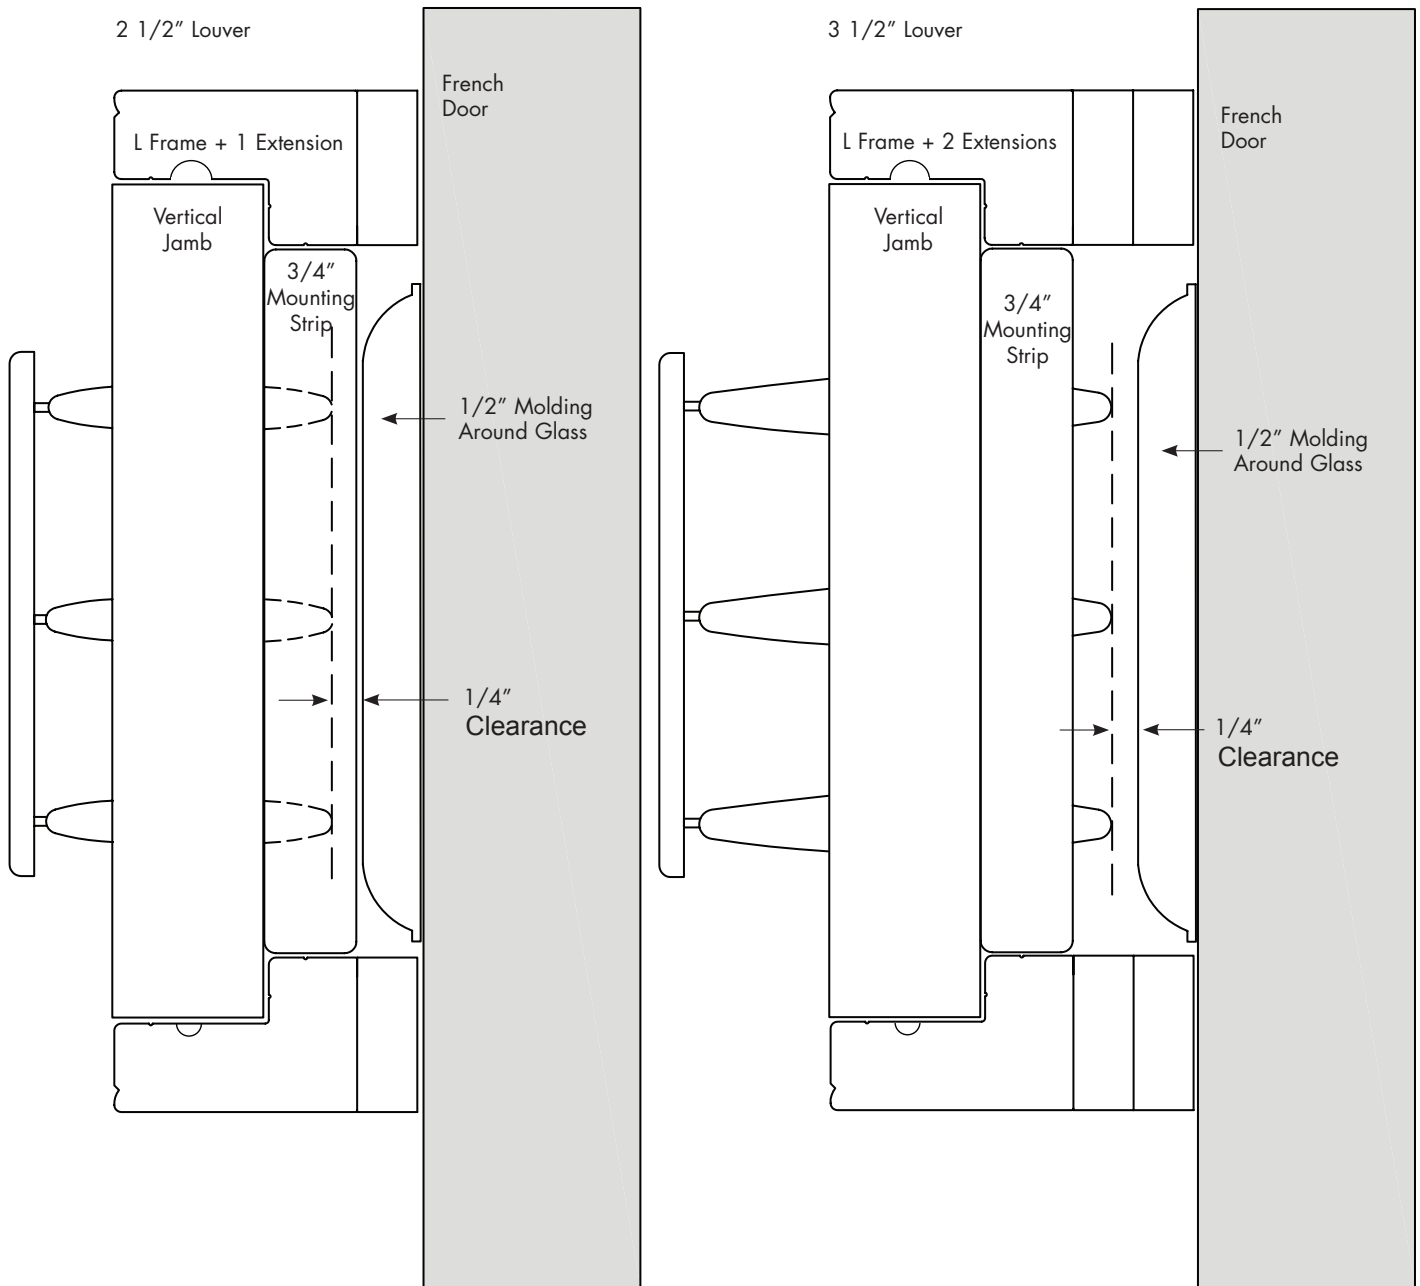 2 1/2” Louver
French
Door
L Frame + 1 Extension
Vertical
Jamb
3/4”
Mounting
Strip
1/2” Molding
Around Glass
1/4”
Clearance
3 1/2” Louver
French
Door
L Frame + 2 Extensions
Vertical
Jamb
3/4”
Mounting
Strip
1/2” Molding
Around Glass
1/4”
Clearance